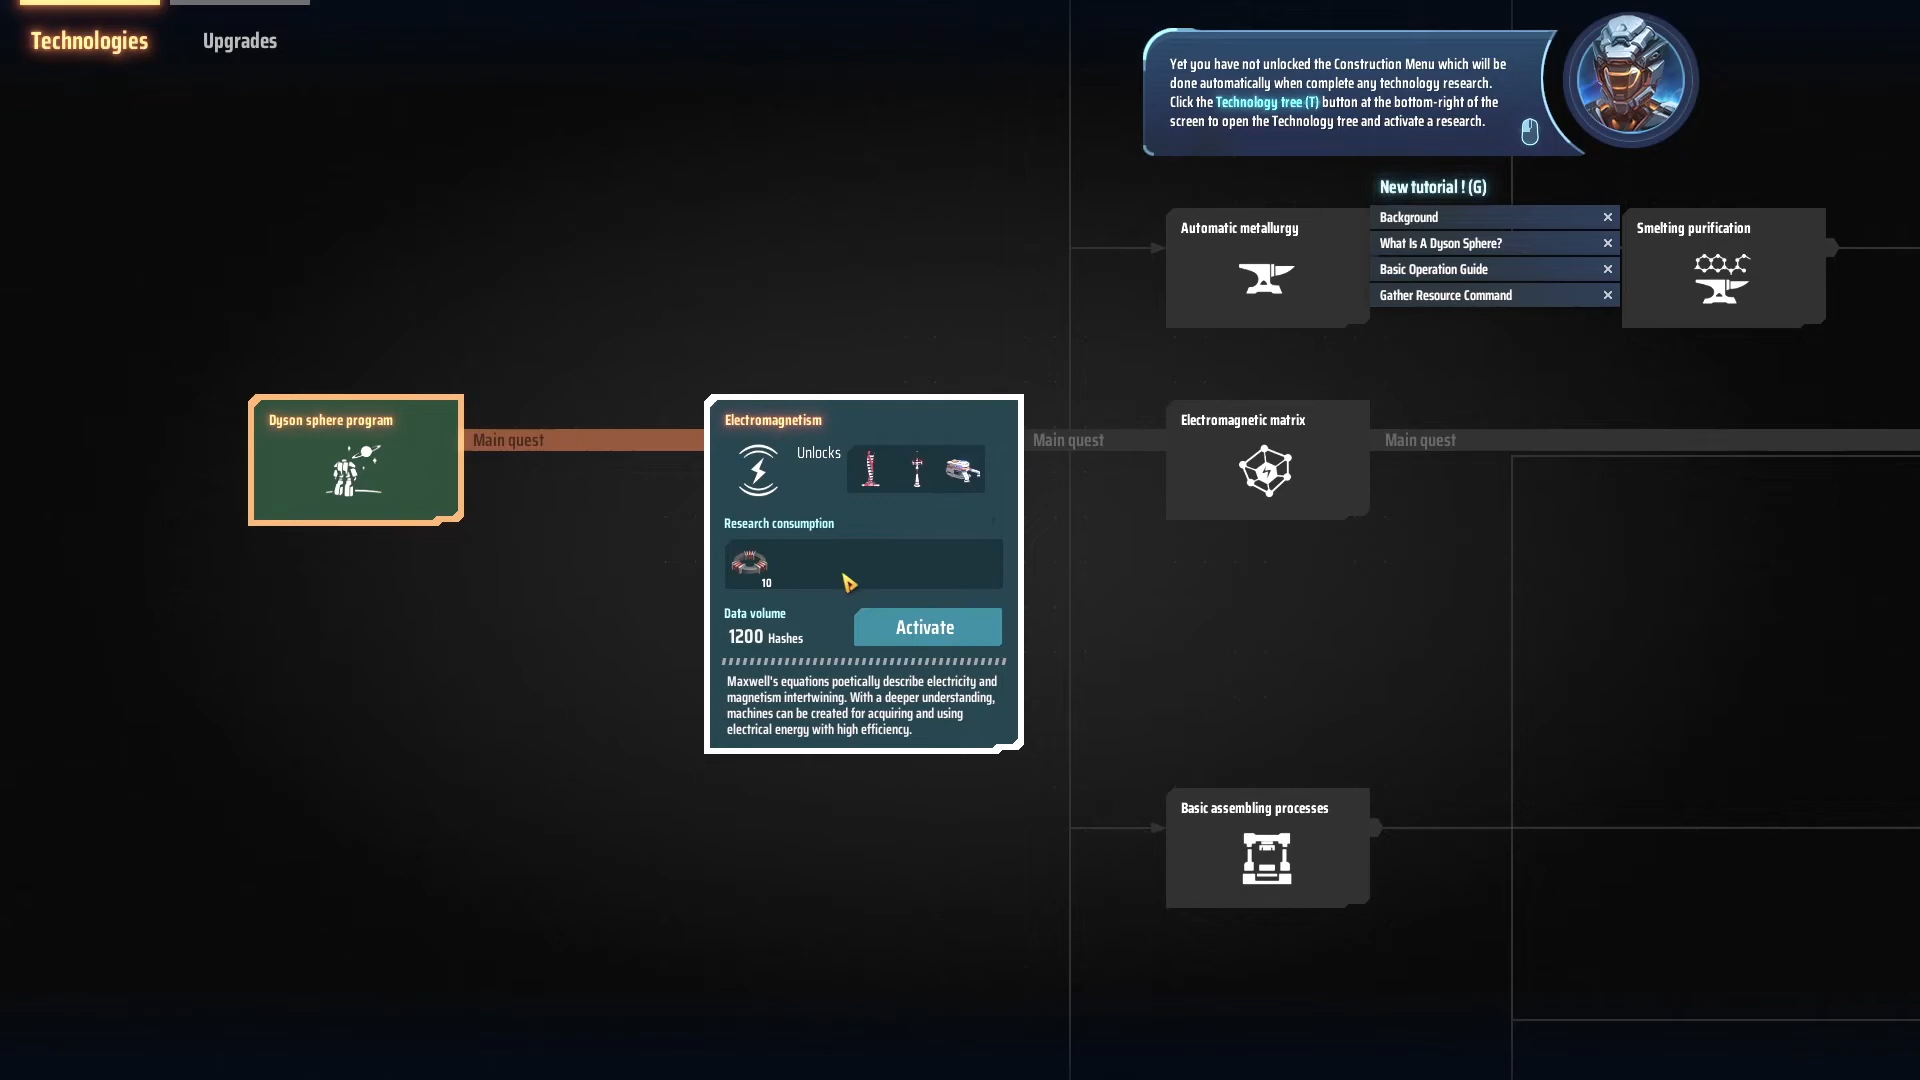 Technologies
Upgrades
Yet you have not unlocked the Construction Menu which will be
done automatically when complete any technology research.
Click the Technology tree (T) button at the bottom-right of the
screen to open the Technology tree and activate a research.
New tutorial ! (G)
Background
What Is A Dyson Sphere?
Basic Operation Guide
Gather Resource Command
Automatic metallurgy
Smelting purification
Dyson sphere program
Main quest
Electromagnetism
Unlocks
Research consumption
10
Data volume
1200 Hashes
Activate
Maxwell's equations poetically describe electricity and
magnetism intertwining. With a deeper understanding,
machines can be created for acquiring and using
electrical energy with high efficiency.
Main quest
Electromagnetic matrix
Main quest
Basic assembling processes